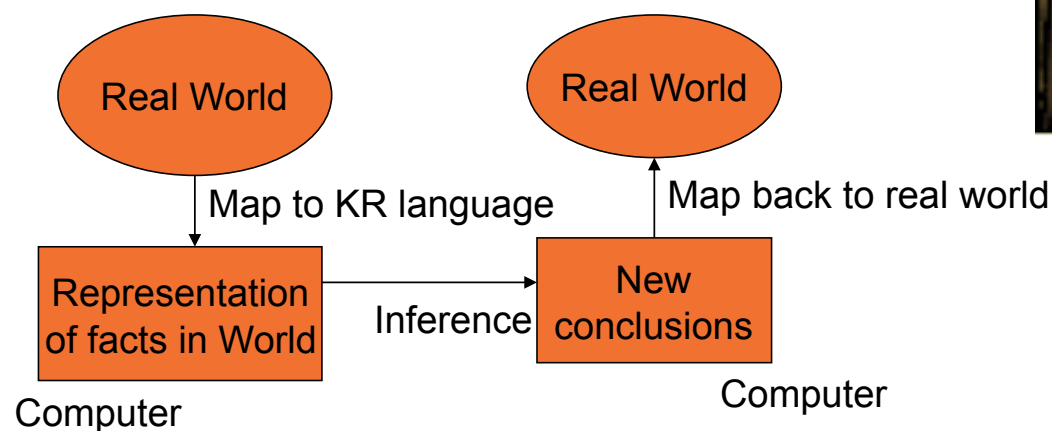 Real World
Real World
Map to KR language
Map back to real world
Representation
of facts in World
Inference
New
conclusions
Computer
Computer